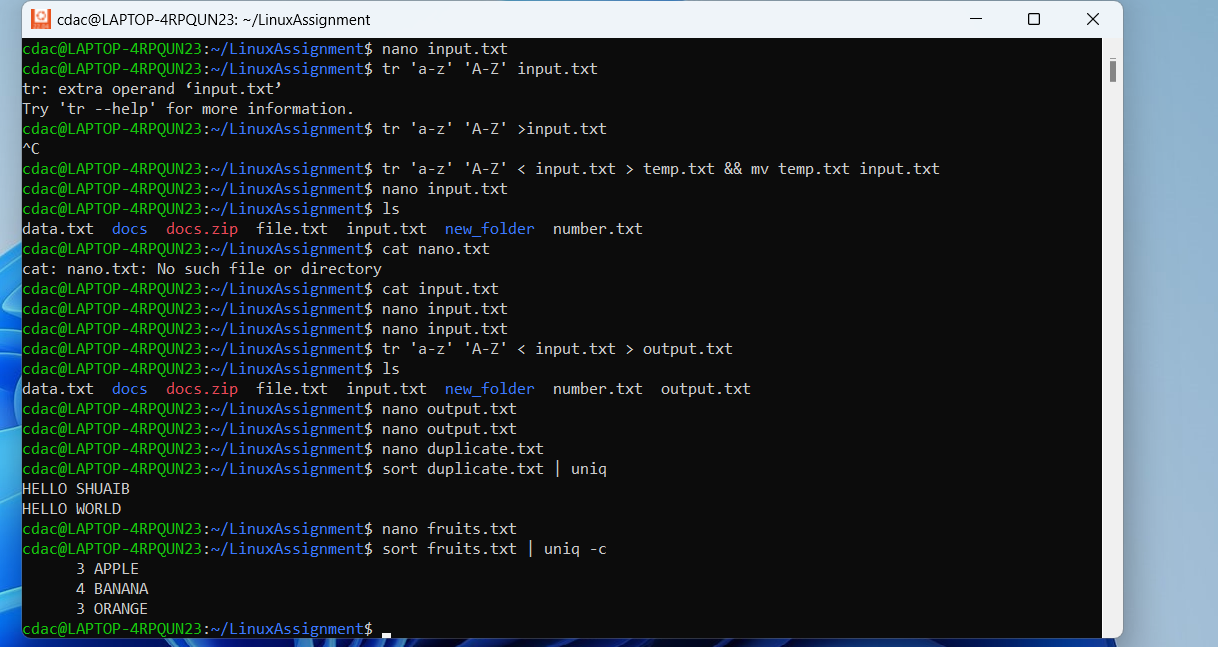 cdac@LAPTOP-4RPQUN23: ~/LinuxAssignment
cdac@LAPTOP-4RPQUN23:~/LinuxAssignment$ nano input.txt
cdac@LAPTOP-4RPQUN23:~/LinuxAssignment$ tr 'a-z' 'A-Z' input.txt
tr: extra operand ‘input.txt’
Try 'tr --help' for more information.
cdac@LAPTOP-4RPQUN23:~/LinuxAssignment$ tr 'a-z' 'A-Z' >input.txt
^C
cdac@LAPTOP-4RPQUN23:~/LinuxAssignment$ tr 'a-z' 'A-Z' < input.txt > temp.txt && mv temp.txt input.txt
cdac@LAPTOP-4RPQUN23:~/LinuxAssignment$ nano input.txt
cdac@LAPTOP-4RPQUN23:~/LinuxAssignment$ ls
data.txt  docs  docs.zip  file.txt  input.txt  new_folder  number.txt
cdac@LAPTOP-4RPQUN23:~/LinuxAssignment$ cat nano.txt
cat: nano.txt: No such file or directory
cdac@LAPTOP-4RPQUN23:~/LinuxAssignment$ cat input.txt
cdac@LAPTOP-4RPQUN23:~/LinuxAssignment$ nano input.txt
cdac@LAPTOP-4RPQUN23:~/LinuxAssignment$ nano input.txt
cdac@LAPTOP-4RPQUN23:~/LinuxAssignment$ tr 'a-z' 'A-Z' < input.txt > output.txt
cdac@LAPTOP-4RPQUN23:~/LinuxAssignment$ ls
data.txt  docs  docs.zip  file.txt  input.txt  new_folder  number.txt  output.txt
cdac@LAPTOP-4RPQUN23:~/LinuxAssignment$ nano output.txt
cdac@LAPTOP-4RPQUN23:~/LinuxAssignment$ nano output.txt
cdac@LAPTOP-4RPQUN23:~/LinuxAssignment$ nano duplicate.txt
cdac@LAPTOP-4RPQUN23:~/LinuxAssignment$ sort duplicate.txt | uniq
HELLO SHUAIB
HELLO WORLD
cdac@LAPTOP-4RPQUN23:~/LinuxAssignment$ nano fruits.txt
cdac@LAPTOP-4RPQUN23:~/LinuxAssignment$ sort fruits.txt | uniq -c
      3 APPLE
      4 BANANA
      3 ORANGE
cdac@LAPTOP-4RPQUN23:~/LinuxAssignment$